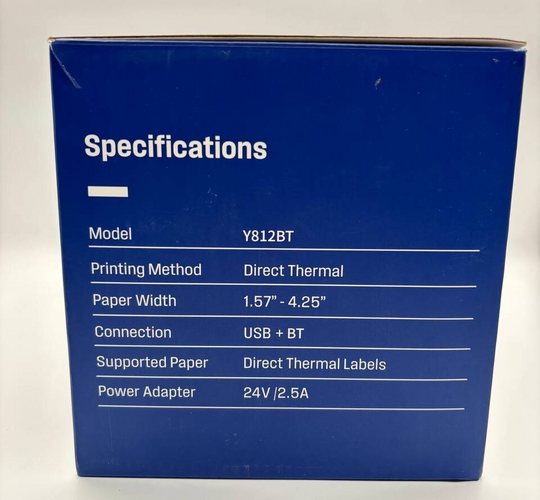 Specifications
Model Y812BT
Printing Method Direct Thermal
Paper Width 1.57” - 4.25”
Connection USB + BT
Supported Paper Direct Thermal Labels
Power Adapter 24V /2.5A